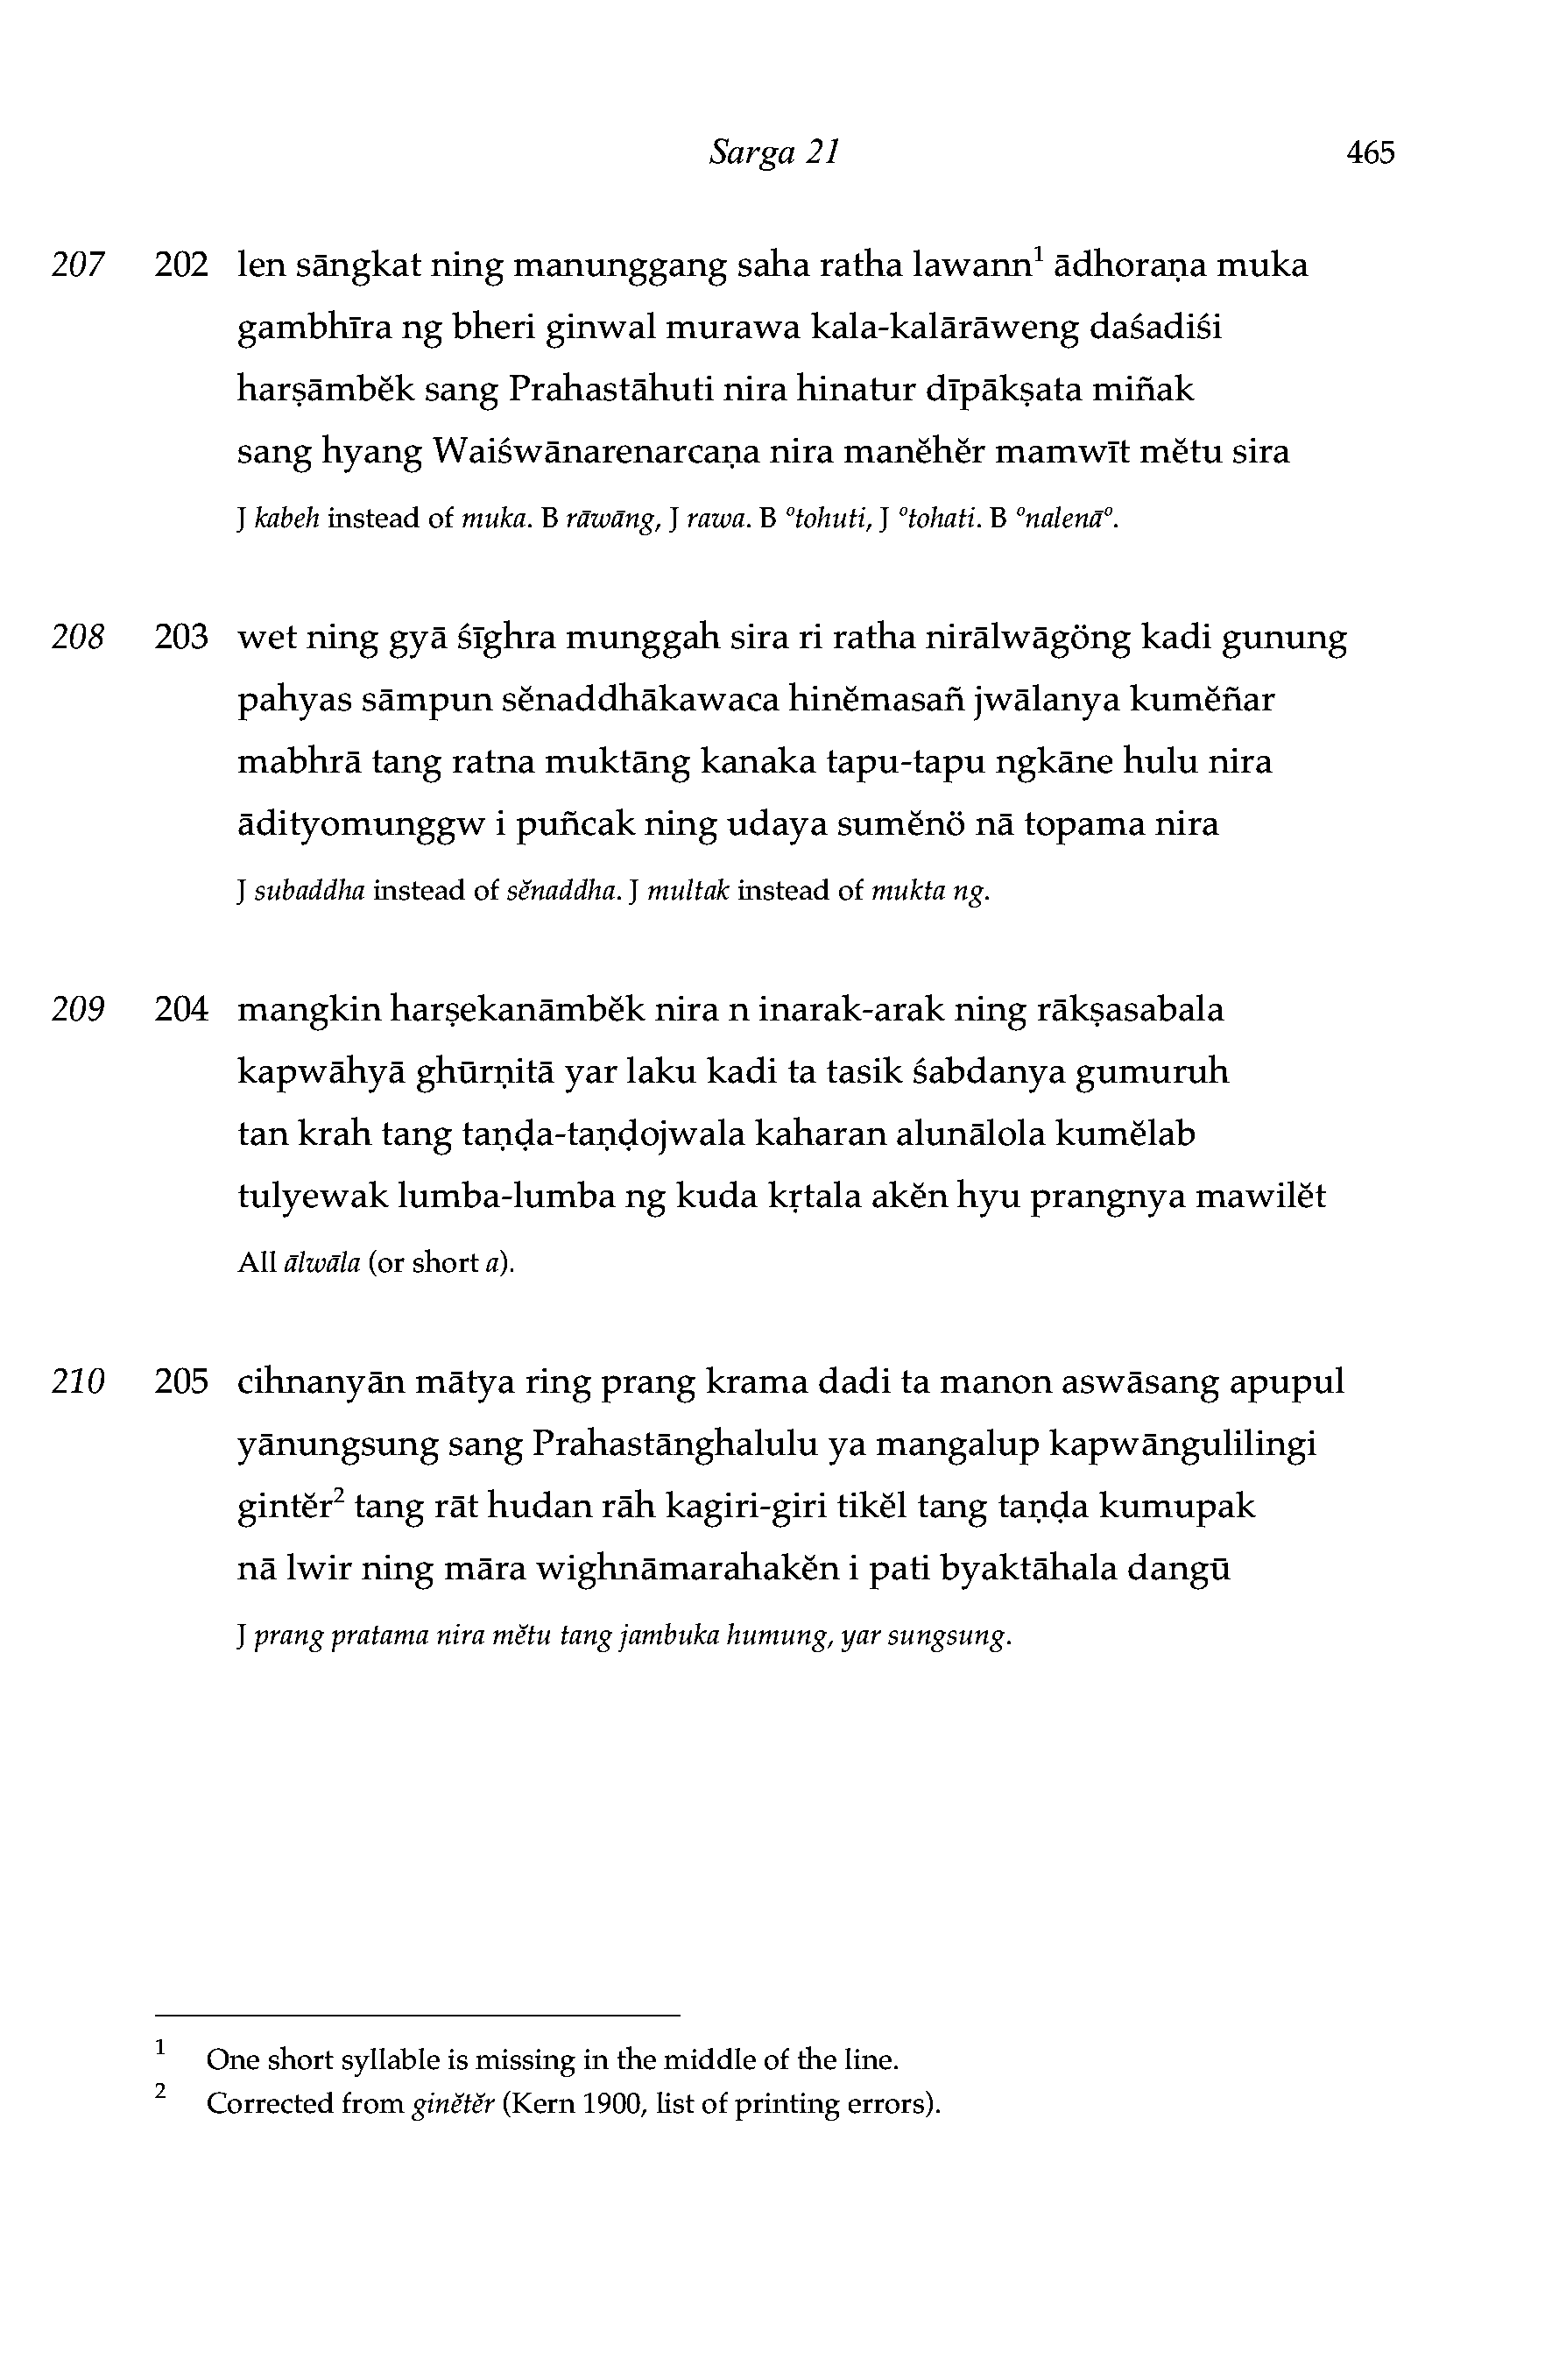 Sarga 21 465
207 202 len sāngkat ning manunggang saha ratha lawann¹ ādhoraṇa muka
gambhīra ng bheri ginwal murawa kala-kalārāweng daśadiśi
harṣāmbĕk sang Prahastāhuti nira hinatur dīpākṣata miñak
sang hyang Waiśwānarenarcaṇa nira manĕhĕr mamwīt mĕtu sira
J kabeh instead of muka. B rāwāng, J rawa. B °tohuti, J °tohati. B °nalenā°.
208 203 wet ning gyā śīghra munggah sira ri ratha nirālwāgöng kadi gunung
pahyas sāmpun sĕnaddhākawaca hinĕmasañ jwālanya kumĕñar
mabhrā tang ratna muktāng kanaka tapu-tapu ngkāne hulu nira
ādityomunggw i puñcak ning udaya sumĕnö nā topama nira
J subaddha instead of sĕnaddha. J multak instead of mukta ng.
209 204 mangkin harṣekanāmbĕk nira n inarak-arak ning rākṣasabala
kapwāhyā ghūrṇitā yar laku kadi ta tasik śabdanya gumuruh
tan krah tang taṇḍa-taṇḍojwala kaharan alunālola kumĕlab
tulyewak lumba-lumba ng kuda kṛtala akĕn hyu prangnya mawilĕt
All ālwāla (or short a).
210 205 cihnanyān mātya ring prang krama dadi ta manon aswāsang apupul
yānungsung sang Prahastānghalulu ya mangalup kapwāngulilingi
gintĕr² tang rāt hudan rāh kagiri-giri tikĕl tang taṇḍa kumupak
nā lwir ning māra wighnāmarahakĕn i pati byaktāhala dangū
J prang pratama nira mĕtu tang jambuka humung, yar sungsung.
1 One short syllable is missing in the middle of the line.
2 Corrected from ginĕtĕr (Kern 1900, list of printing errors).